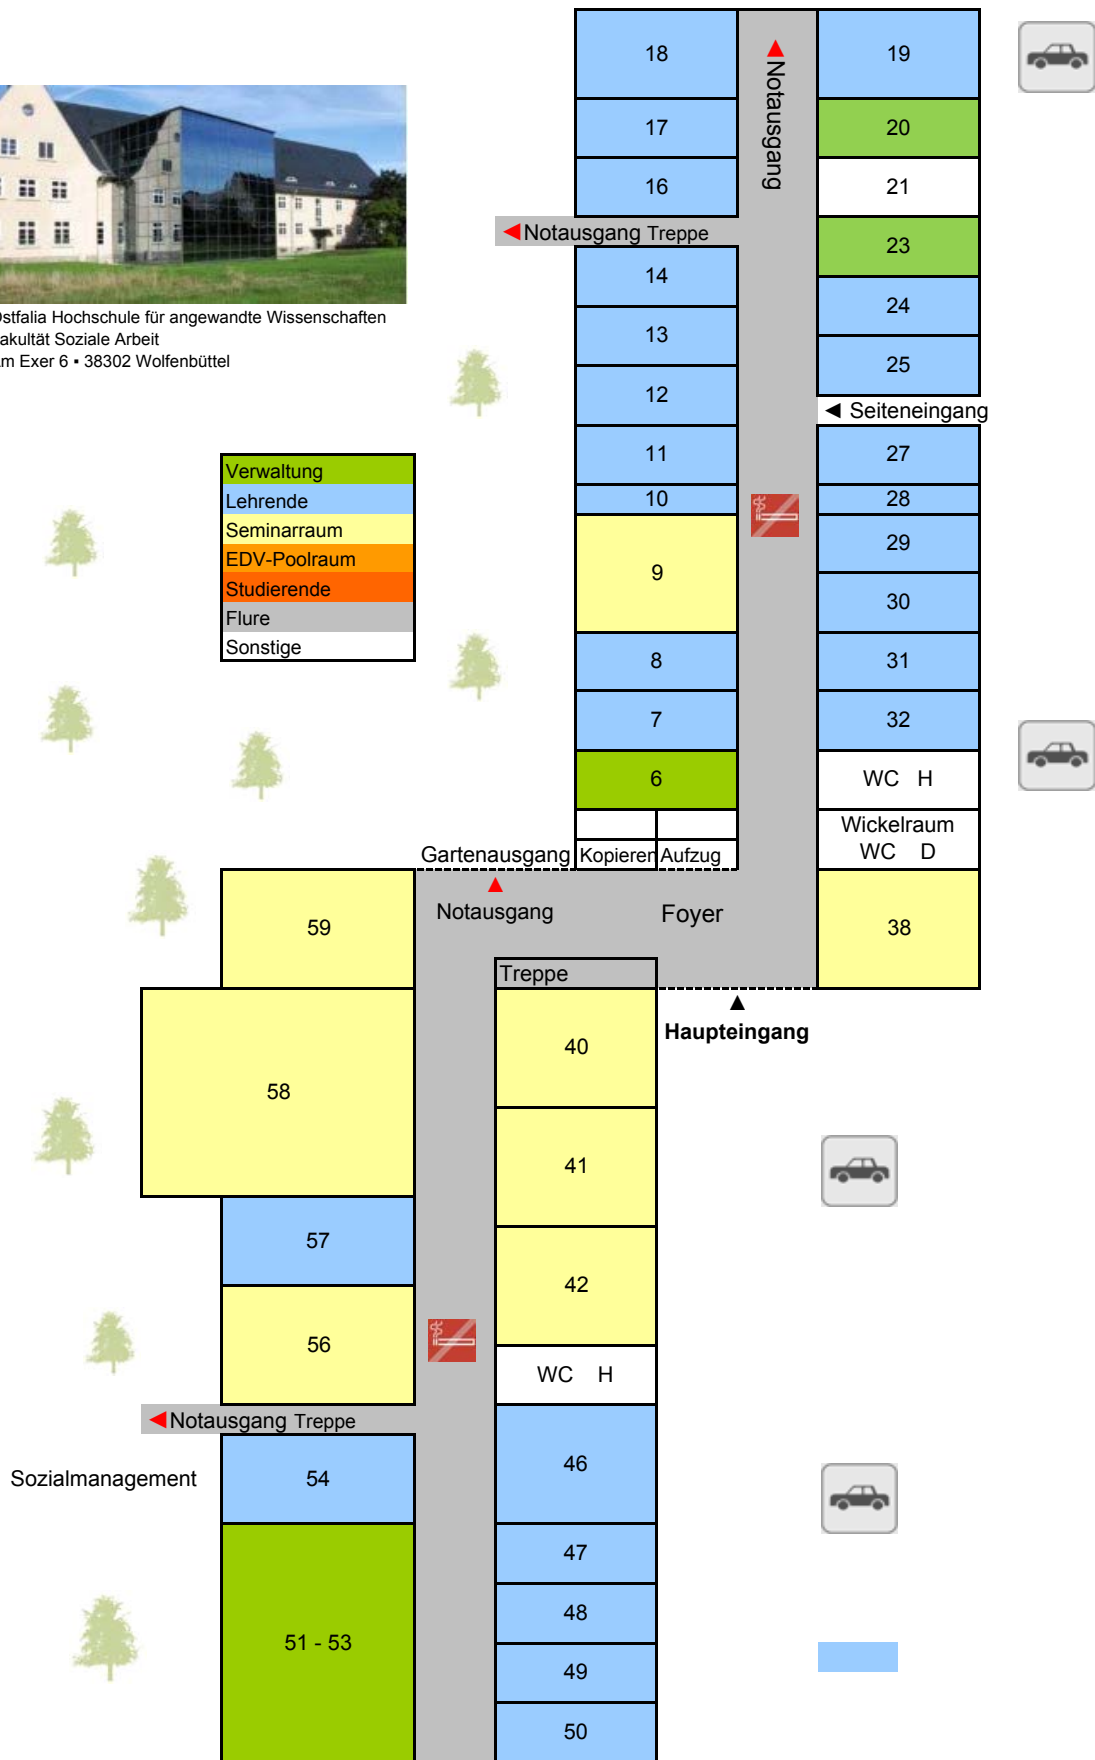 18
19
Notausgang
17
20
16
21
Notausgang Treppe
23
14
24
13
25
12
Seiteneingang
11
27
10
28
9
29
30
8
31
7
32
6
WC H
Wickelraum
WC D
Gartenausgang
Kopieren
Aufzug
Notausgang
Foyer
38
59
Treppe
Haupteingang
40
58
41
57
42
56
WC H
Notausgang Treppe
Sozialmanagement
54
46
47
51 - 53
48
49
50
stfalia Hochschule für angewandte Wissenschaften
akultät Soziale Arbeit
m Exer 6 ▪ 38302 Wolfenbüttel
Verwaltung
Lehrende
Seminarraum
EDV-Poolraum
Studierende
Flure
Sonstige